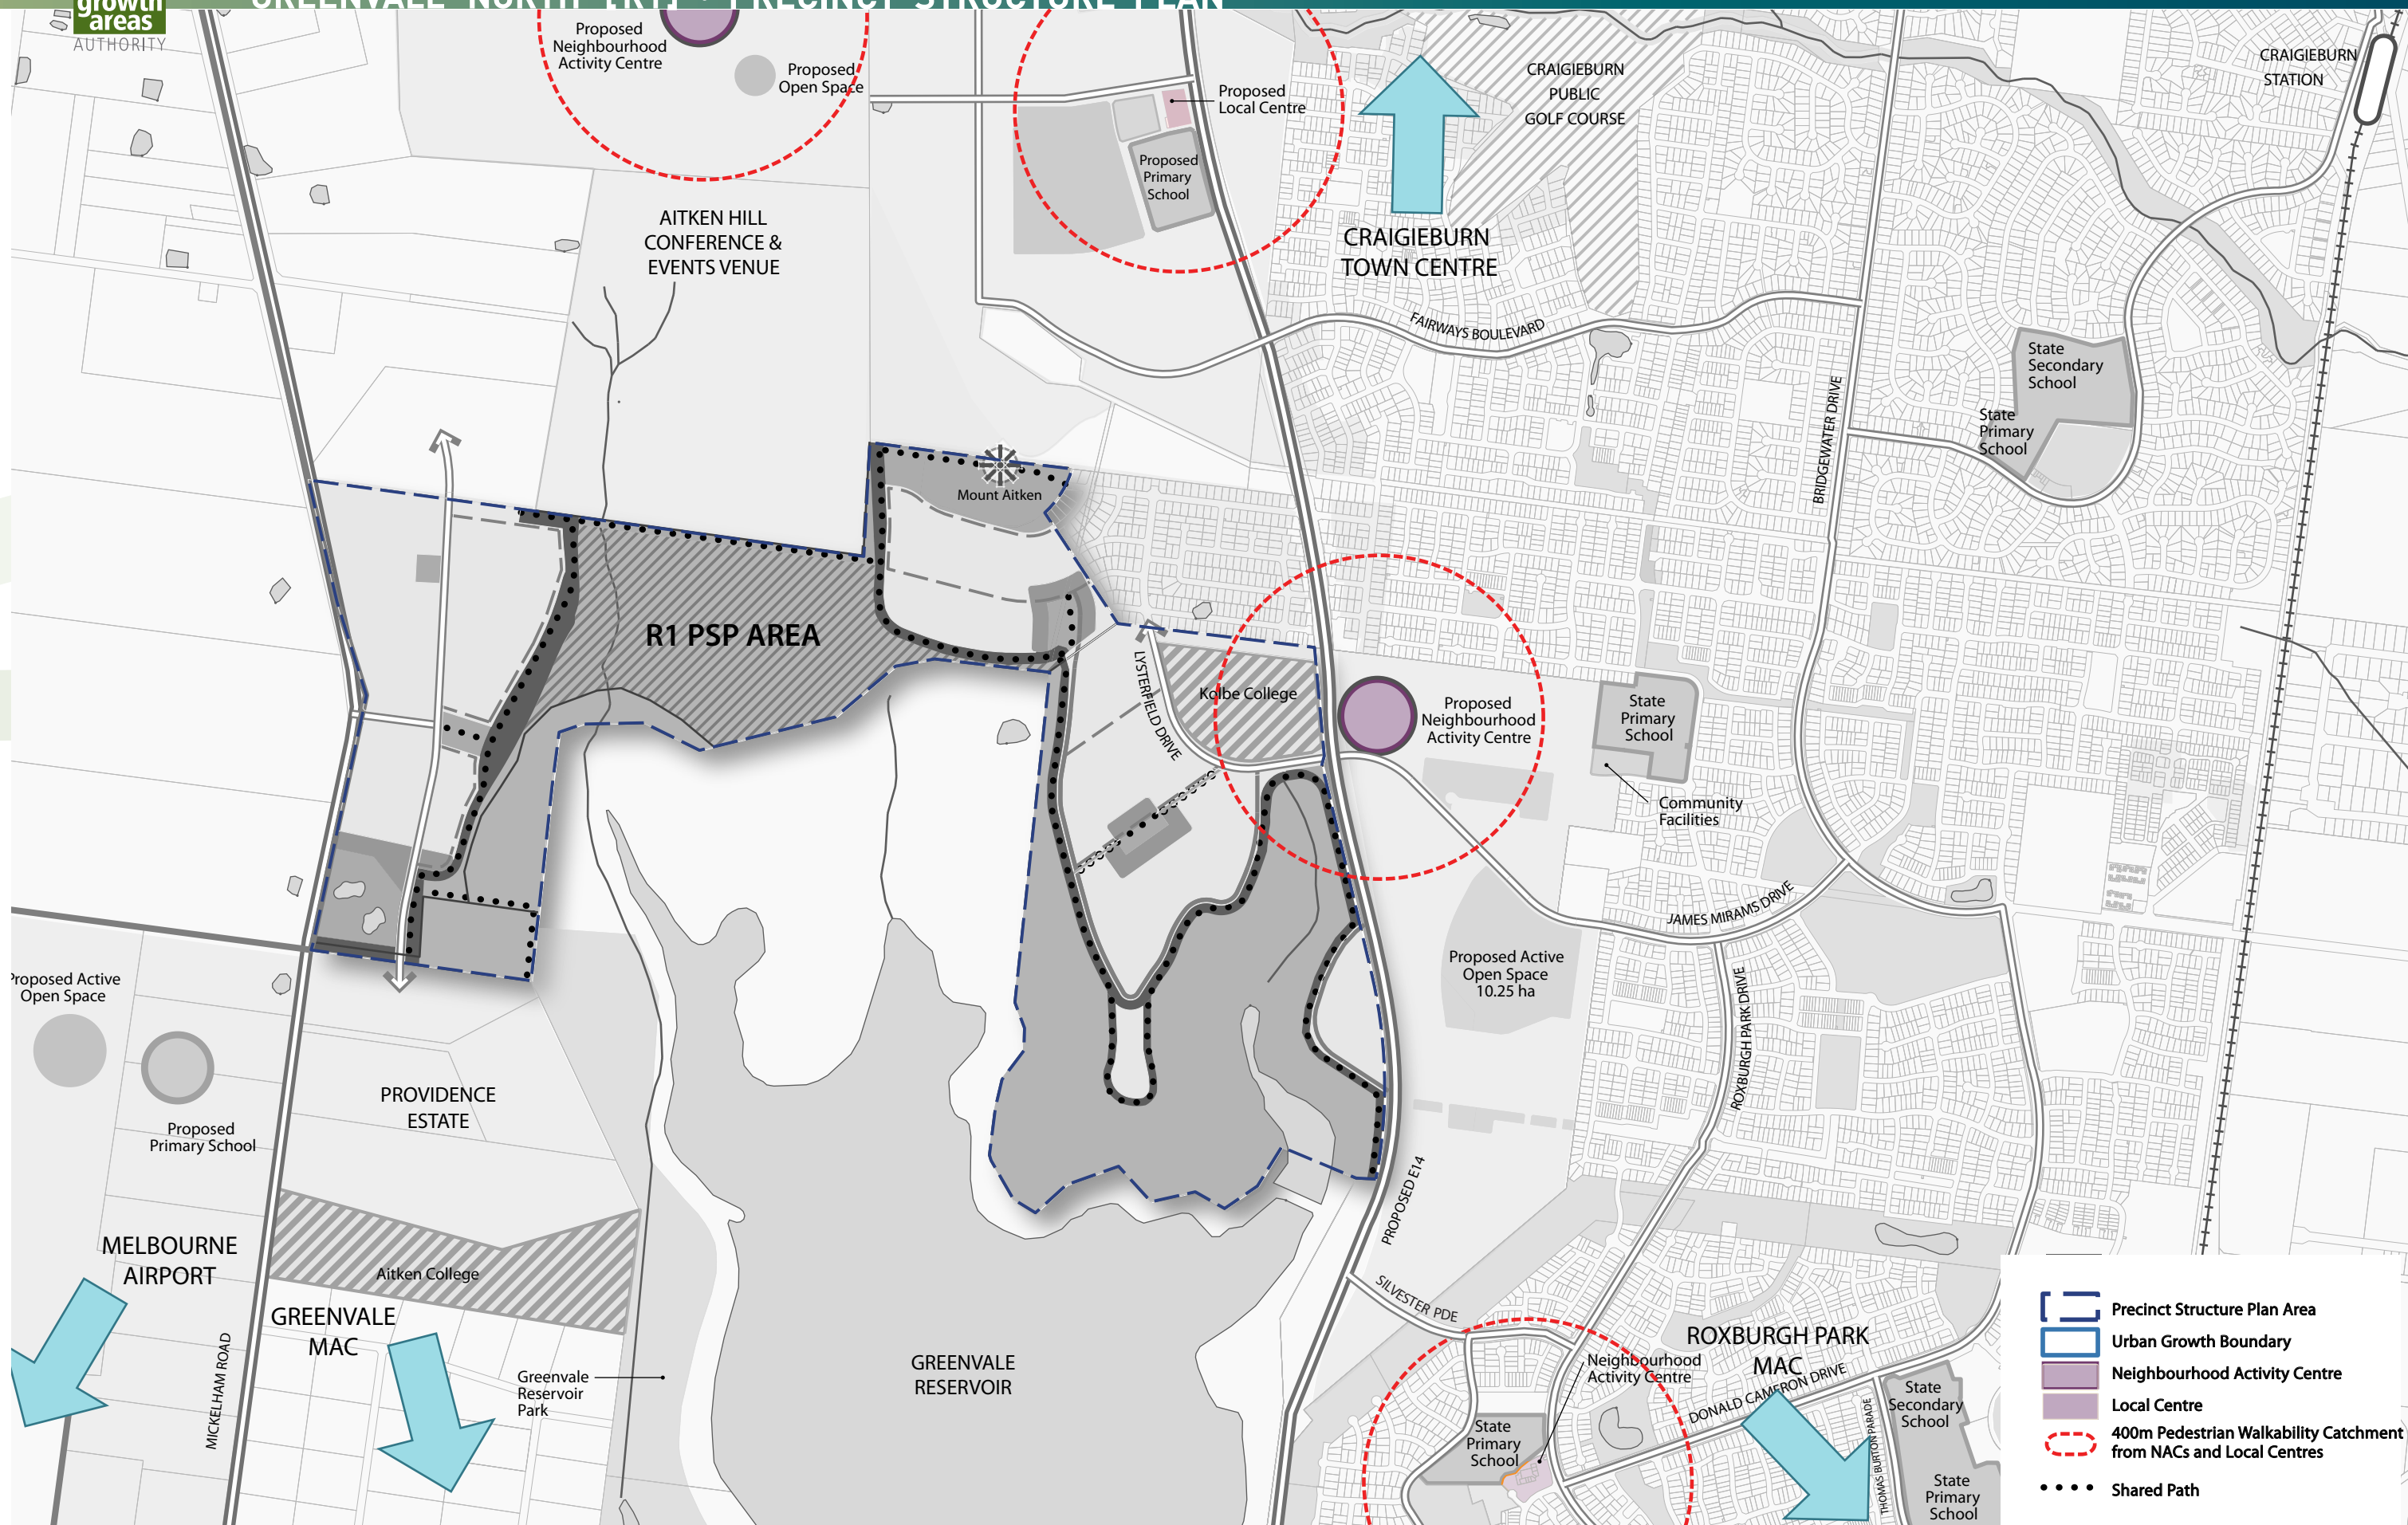 growth
areas
AUTHORITY
GREENVALE NORTH [R1] - PRECINCT STRUCTURE PLAN
Proposed
Neighbourhood
Activity Centre
Proposed
Open Space
Proposed
Local Centre
Proposed
Primary
School
CRAIGIEBURN
PUBLIC
GOLF COURSE
CRAIGIEBURN
STATION
AITKEN HILL
CONFERENCE &
EVENTS VENUE
CRAIGIEBURN
TOWN CENTRE
FAIRWAYS BOULEVARD
BRIDGEWATER DRIVE
State
Secondary
School
State
Primary
School
Mount Aitken
R1 PSP AREA
LYSTERFIELD DRIVE
Kolbe College
Proposed
Neighbourhood
Activity Centre
State
Primary
School
Community
Facilities
JAMES MIRAMS DRIVE
Proposed Active
Open Space
10.25 ha
ROXBURGH PARK DRIVE
Proposed Active
Open Space
Proposed
Primary School
PROVIDENCE
ESTATE
MELBOURNE
AIRPORT
Aitken College
GREENVALE
MAC
MICKELHAM ROAD
Greenvale
Reservoir
Park
GREENVALE
RESERVOIR
PROPOSED E14
SILVESTER PDE
Neighbourhood
Activity Centre
ROXBURGH PARK
MAC
DONALD CAMERON DRIVE
State
Primary
School
THOMAS BURTON PARADE
State
Secondary
School
State
Primary
School
Precinct Structure Plan Area
Urban Growth Boundary
Neighbourhood Activity Centre
Local Centre
400m Pedestrian Walkability Catchment
from NACs and Local Centres
Shared Path